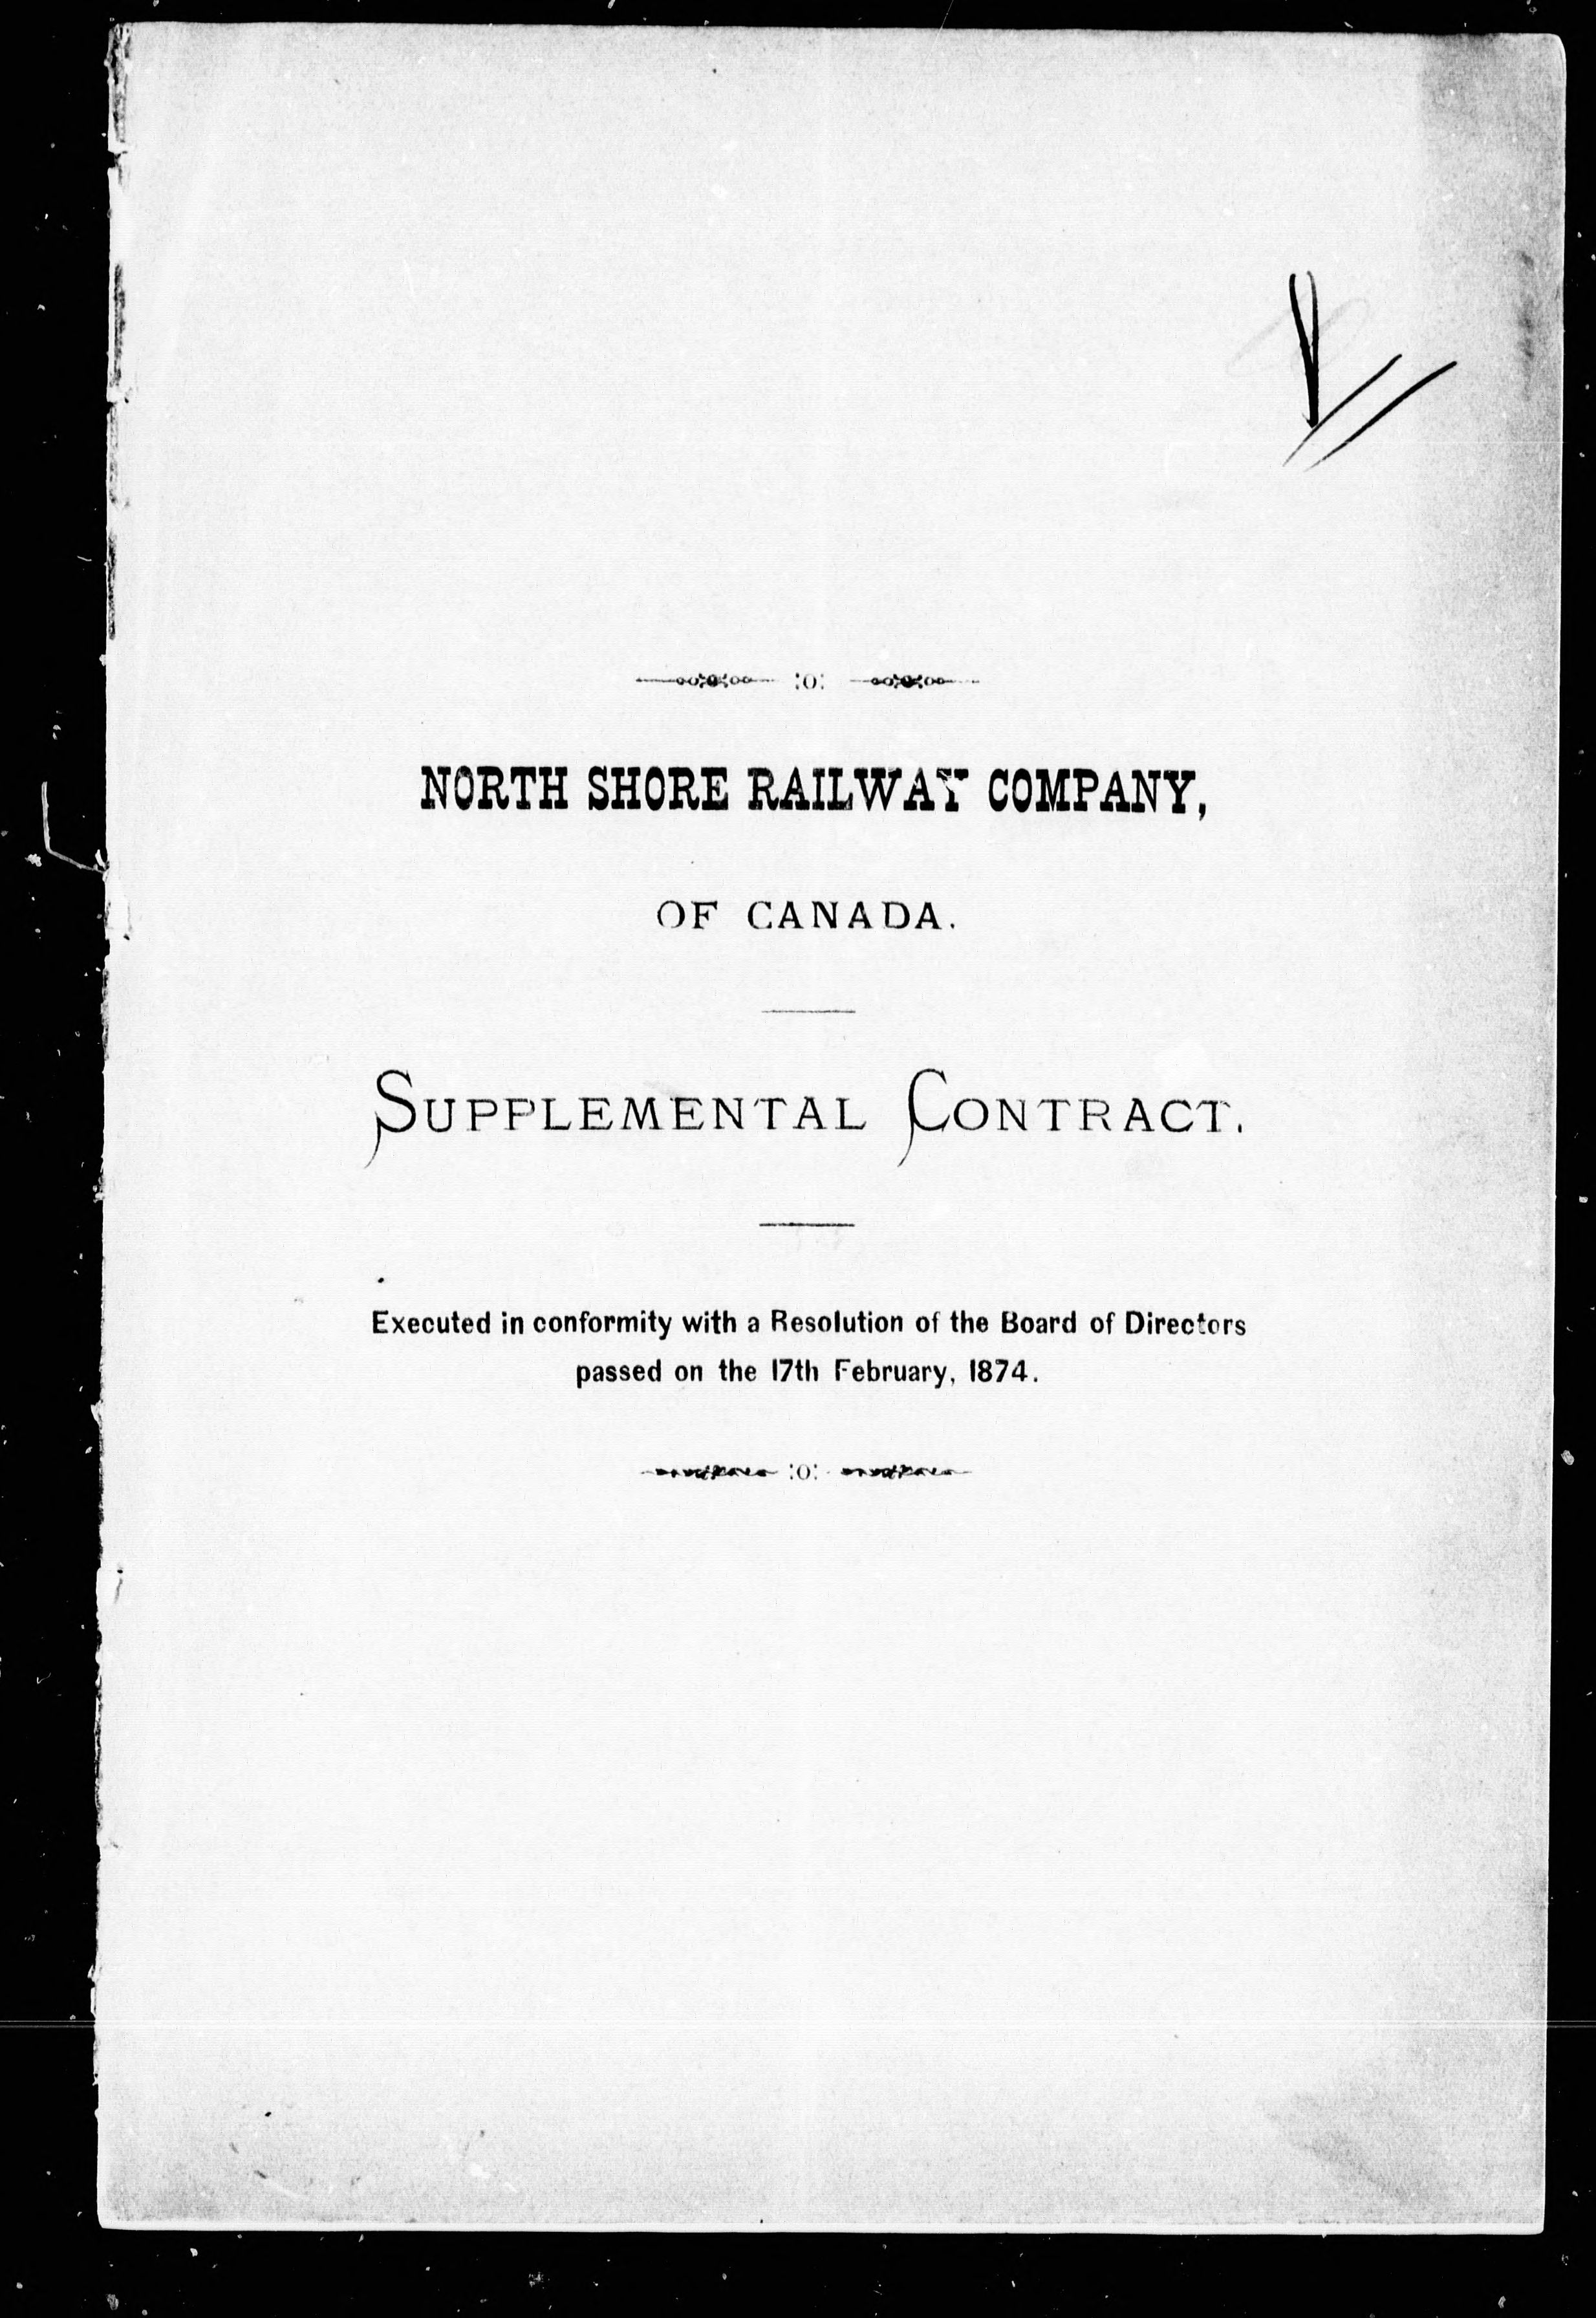 :o:
NORTH SHORE RAILWAY COMPANY,
OF CANADA.
SUPPLEMENTAL CONTRACT.
Executed in conformity with a Resolution of the Board of Directors
passed on the 17th February, 1874.
:o: